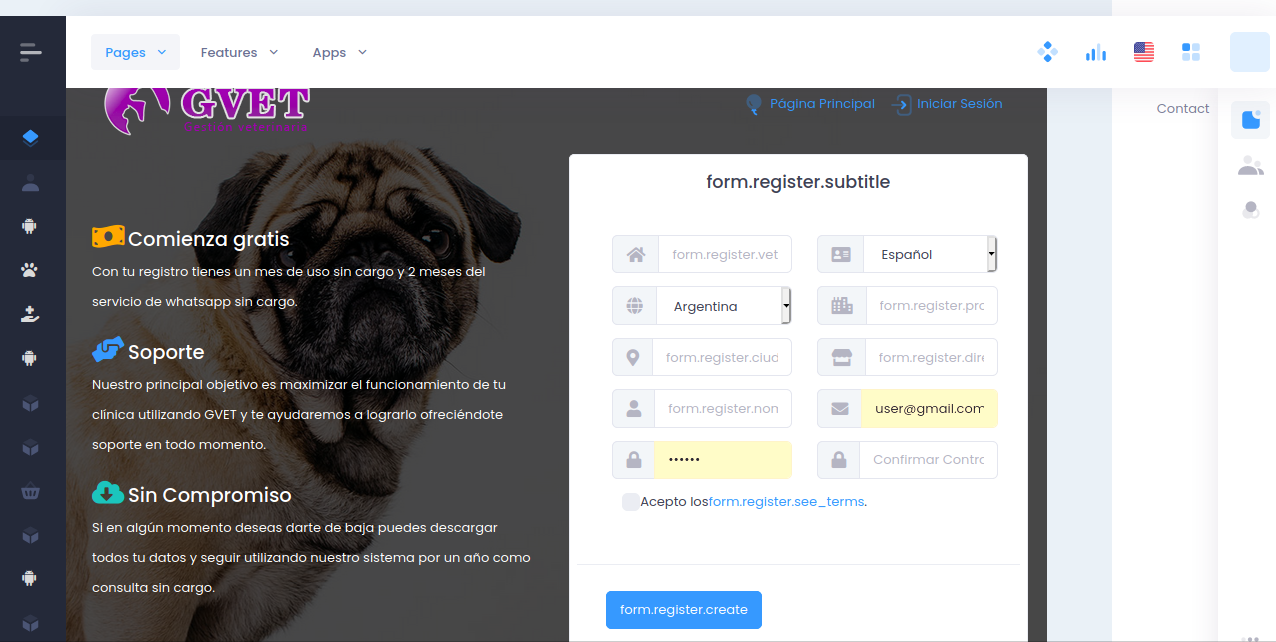 Pages
Features
Apps
GVET
Página Principal
Iniciar Sesión
Contact
form.register.subtitle
Comienza gratis
Con tu registro tienes un mes de uso sin cargo y 2 meses del
servicio de whatsapp sin cargo.
Soporte
Nuestro principal objetivo es maximizar el funcionamiento de tu
clínica utilizando GVET y te ayudaremos a lograrlo ofreciéndote
soporte en todo momento.
Sin Compromiso
Si en algún momento deseas darte de baja puedes descargar
todos tu datos y seguir utilizando nuestro sistema por un año como
consulta sin cargo.
form.register.vet
Español
Argentina
form.register.pro
form.register.ciud
form.register.dire
form.register.nom
user@gmail.com
••••••
Confirmar Contra
Acepto losform.register.see_terms.
form.register.create